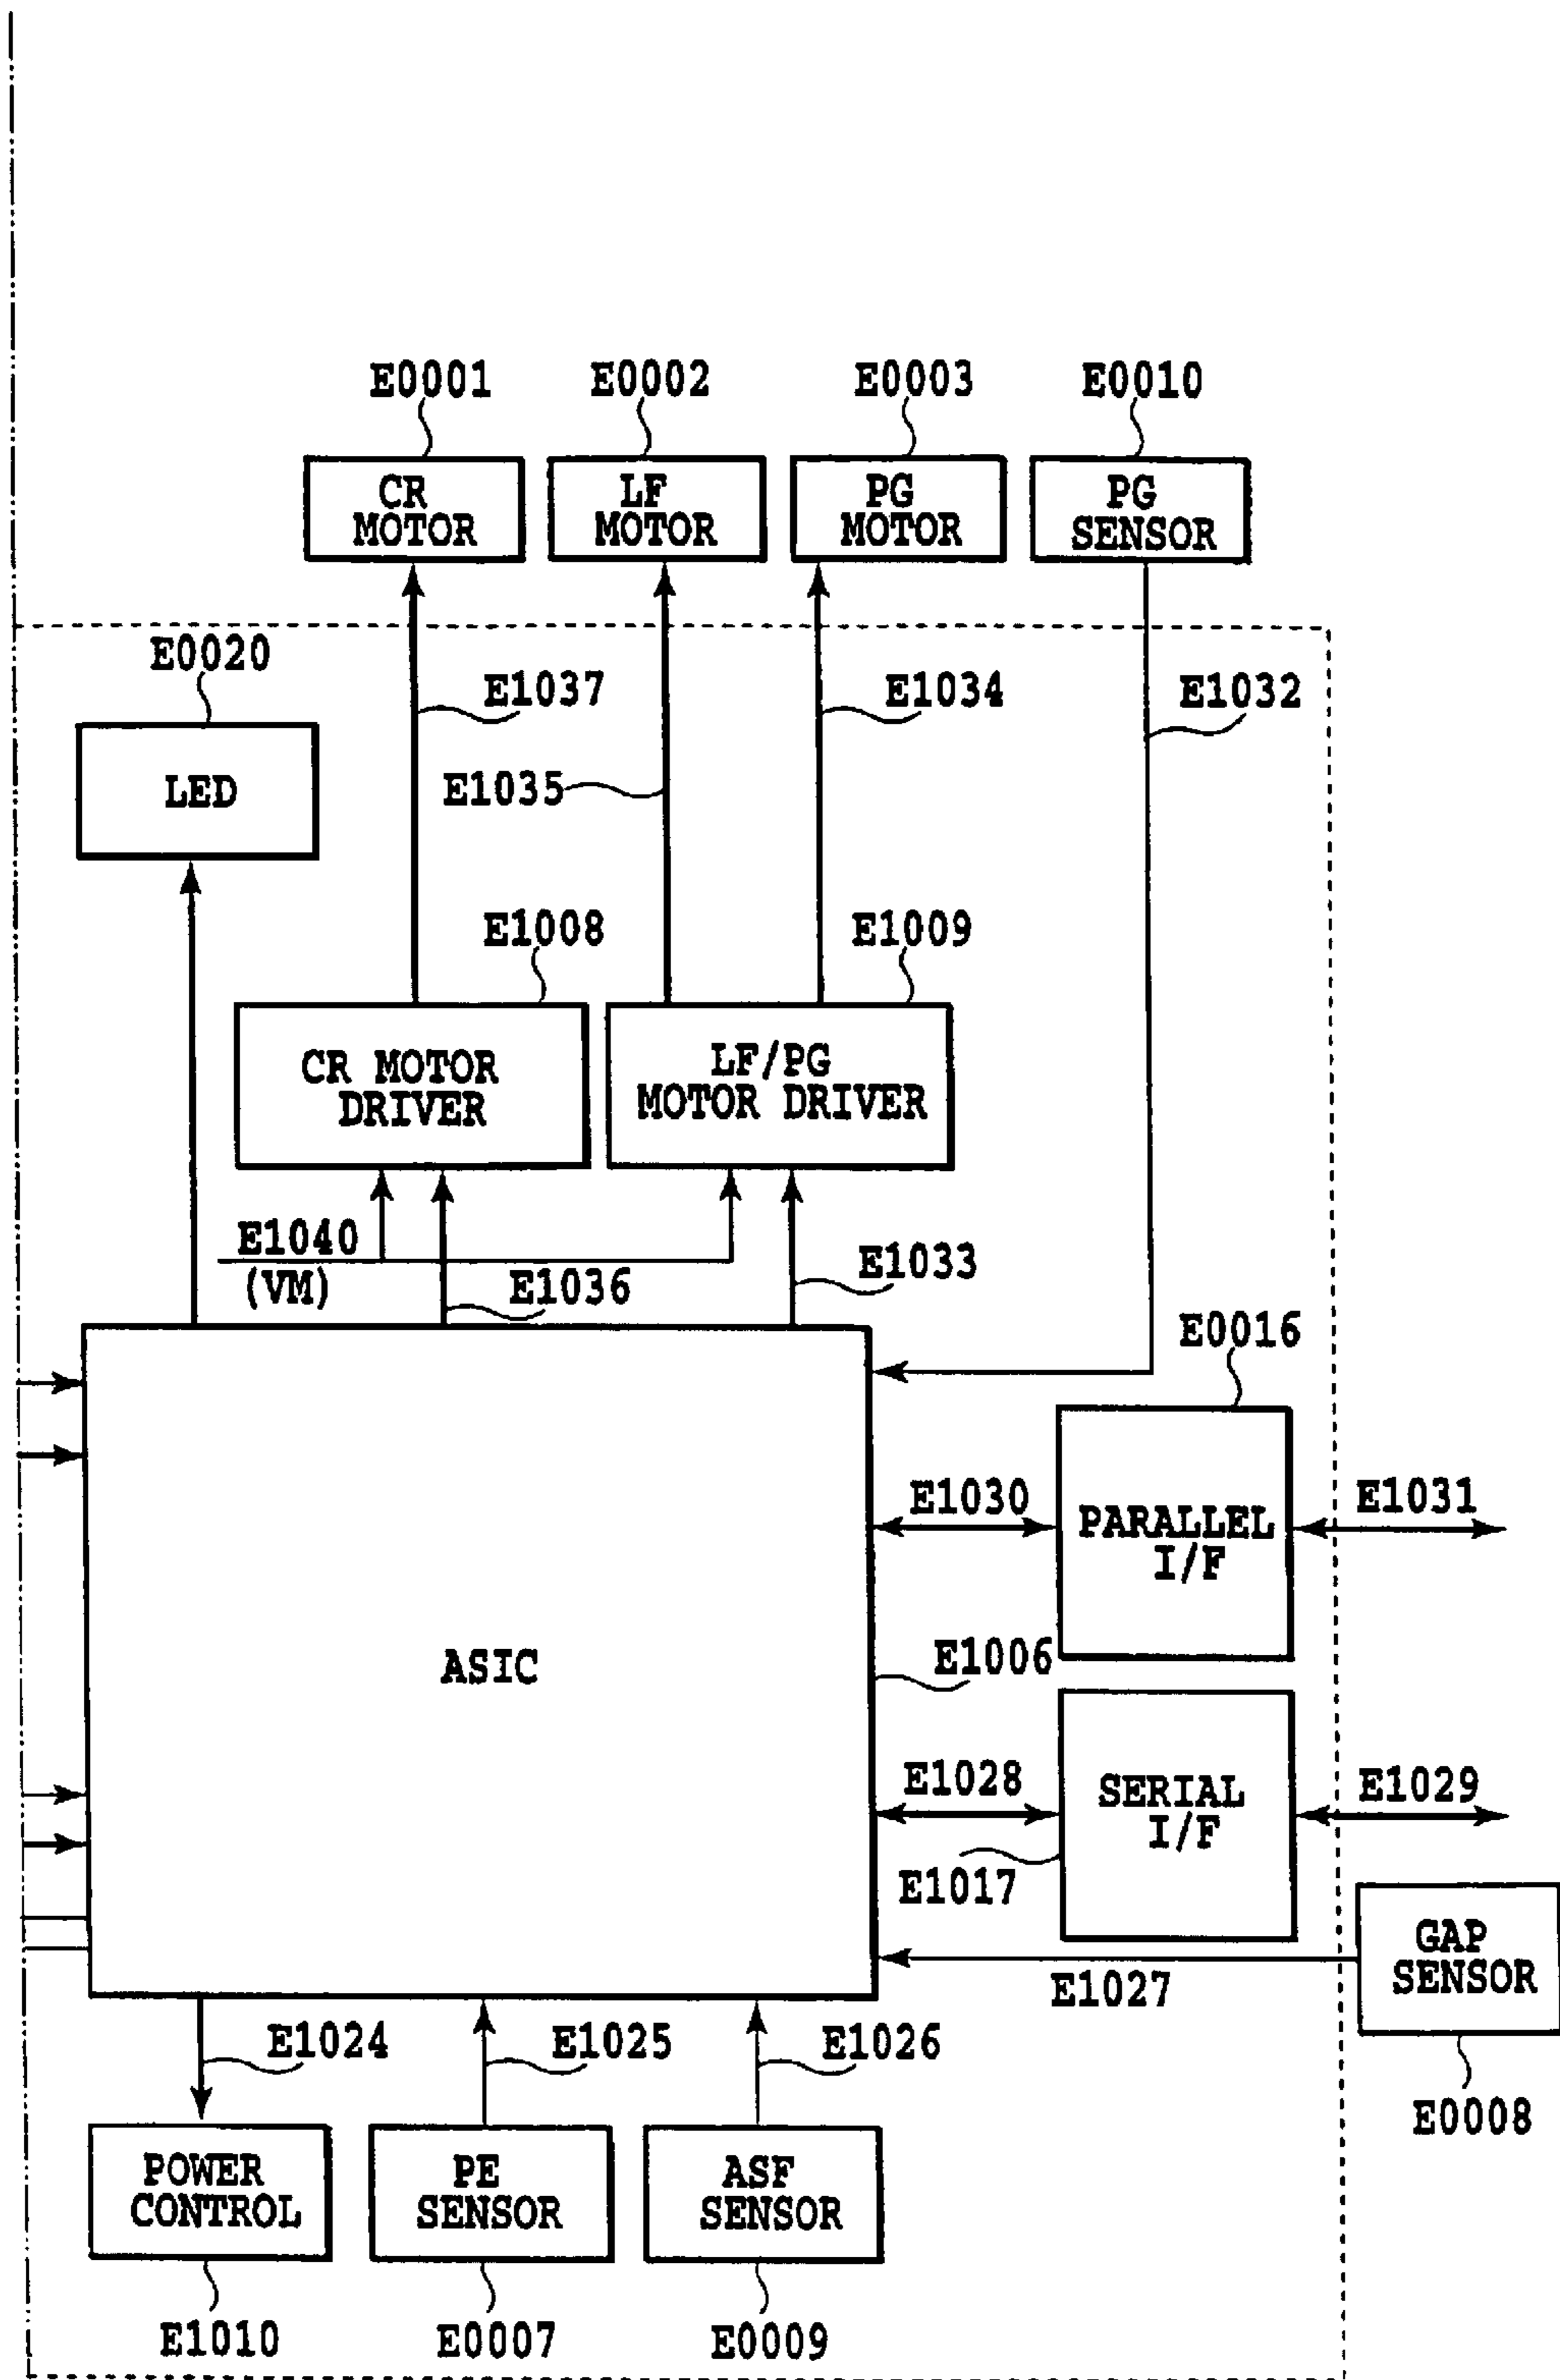 E0001 E0002 E0003 E0010
CR
MOTOR
LF
MOTOR
PG
MOTOR
PG
SENSOR
E0020
E1037
E1034
E1032
LED
E1035
E1008
E1009
CR MOTOR
DRIVER
LF/PG
MOTOR DRIVER
E1040
(VM)
E1036
E1033
E0016
E1030
PARALLEL
I/F
E1031
ASIC
E1006
E1028
SERIAL
I/F
E1029
E1017
GAP
SENSOR
E1027
E0008
E1024
E1025
E1026
POWER
CONTROL
PE
SENSOR
ASF
SENSOR
E1010
E0007
E0009